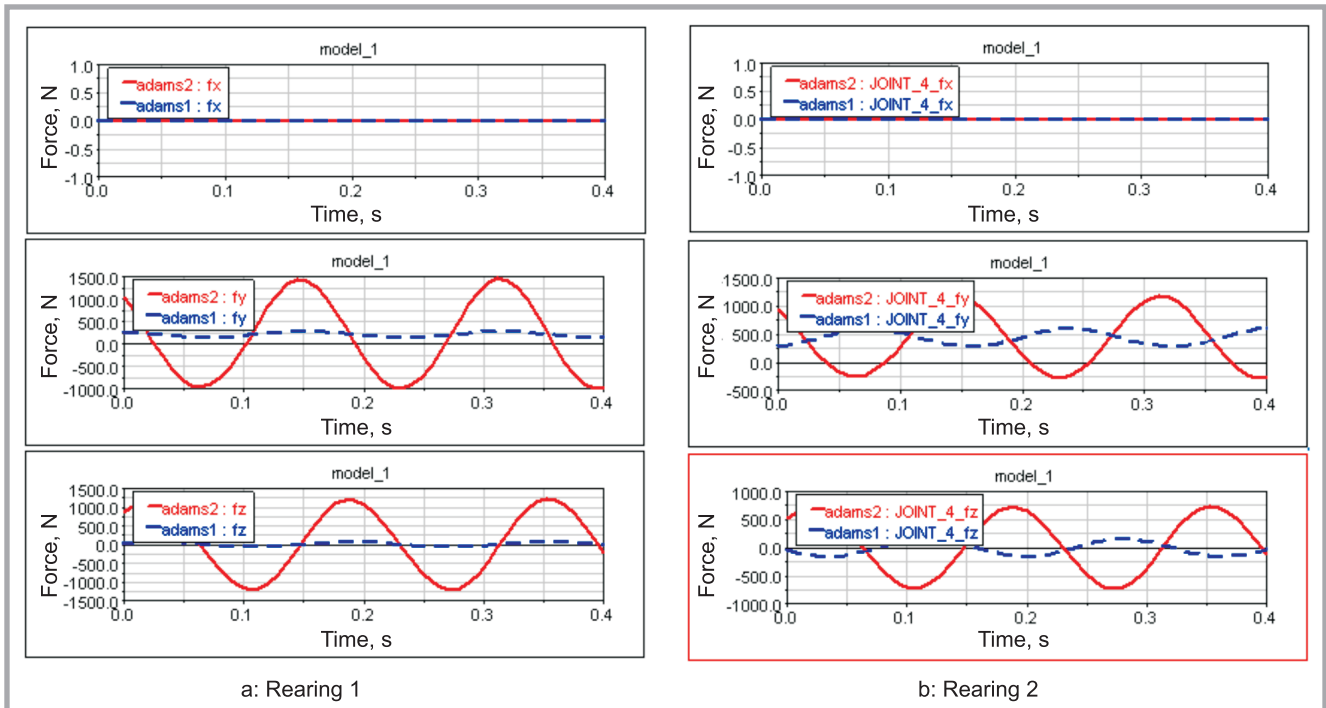 model_1
adams2 : fx
adams1 : fx
Force, N
1.0
0.5
0.0
-0.5
-1.0
0.0 0.1 0.2 0.3 0.4
Time, s
model_1
adams2 : fy
adams1 : fy
Force, N
1500.0
1000.0
500.0
0.0
-500.0
-1000.0
0.0 0.1 0.2 0.3 0.4
Time, s
model_1
adams2 : fz
adams1 : fz
Force, N
1500.0
1000.0
500.0
0.0
-500.0
-1000.0
-1500.0
0.0 0.1 0.2 0.3 0.4
Time, s
a: Rearing 1
model_1
adams2 : JOINT_4_fx
adams1 : JOINT_4_fx
Force, N
1.0
0.5
0.0
-0.5
-1.0
0.0 0.1 0.2 0.3 0.4
Time, s
model_1
adams2 : JOINT_4_fy
adams1 : JOINT_4_fy
Force, N
1500.0
1000.0
500.0
0.0
-500.0
0.0 0.1 0.2 0.3 0.4
Time, s
model_1
adams2 : JOINT_4_fz
adams1 : JOINT_4_fz
Force, N
1000.0
500.0
0.0
-500.0
-1000.0
0.0 0.1 0.2 0.3 0.4
Time, s
b: Rearing 2